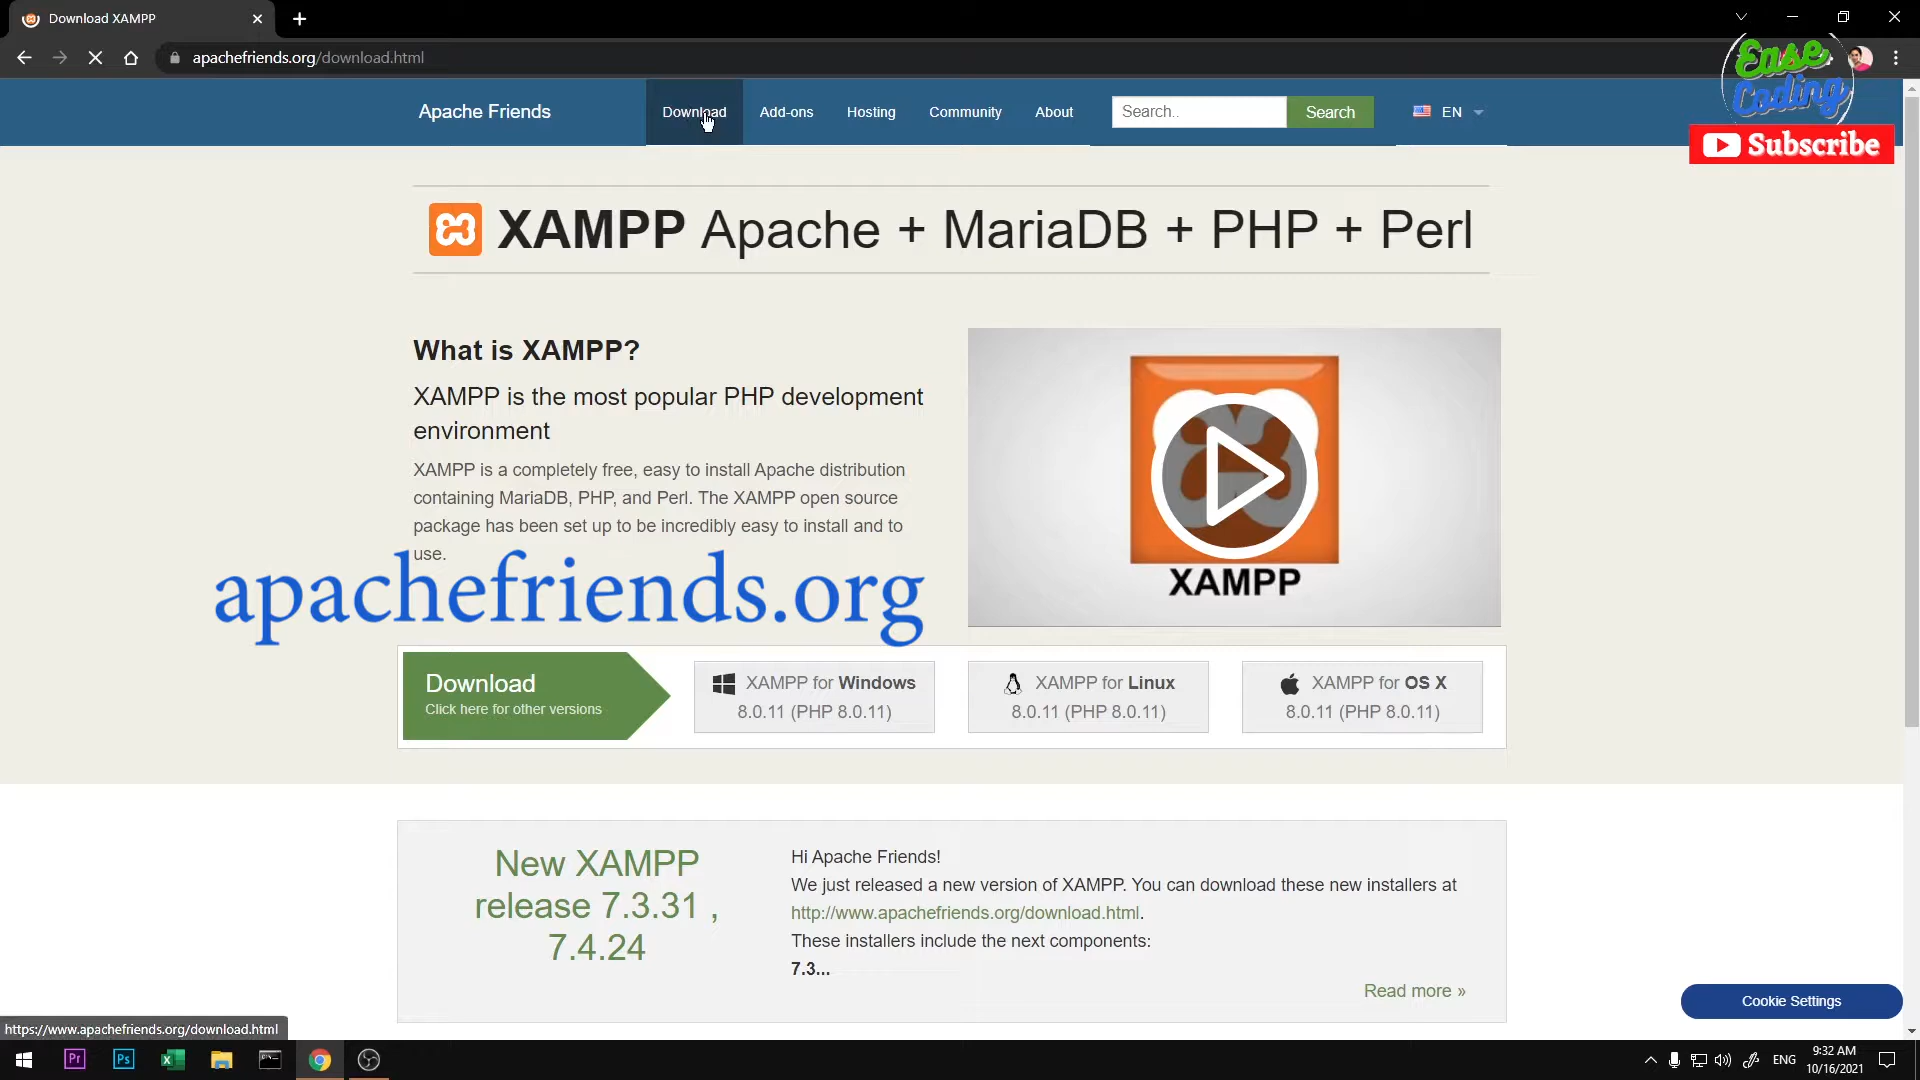 Download XAMPP
apachefriends.org/download.html
Ease
Coding
Subscribe
Apache Friends
Download
Add-ons
Hosting
Community
About
Search..
Search
EN
XAMPP Apache + MariaDB + PHP + Perl
What is XAMPP?
XAMPP is the most popular PHP development
environment
XAMPP is a completely free, easy to install Apache distribution
containing MariaDB, PHP, and Perl. The XAMPP open source
package has been set up to be incredibly easy to install and to
use.
XAMPP
apachefriends.org
Download
Click here for other versions
XAMPP for Windows
8.0.11 (PHP 8.0.11)
XAMPP for Linux
8.0.11 (PHP 8.0.11)
XAMPP for OS X
8.0.11 (PHP 8.0.11)
New XAMPP
release 7.3.31 ,
7.4.24
Hi Apache Friends!
We just released a new version of XAMPP. You can download these new installers at
http://www.apachefriends.org/download.html.
These installers include the next components:
7.3...
Read more »
Cookie Settings
https://www.apachefriends.org/download.html
Pr
Ps
ENG
9:32 AM
10/16/2021